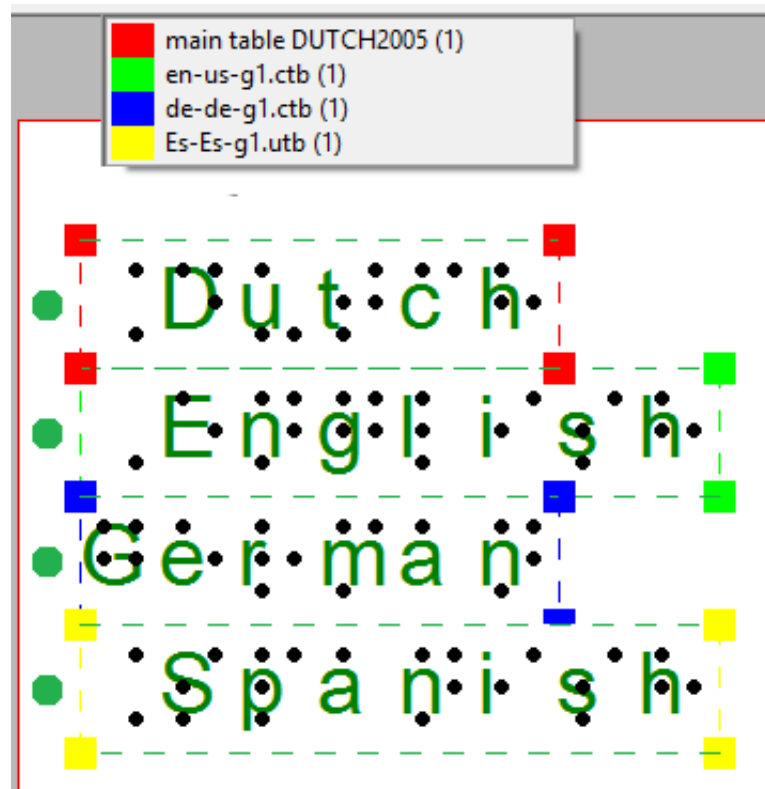 main table DUTCH2005 (1)
en-us-g1.ctb (1)
de-de-g1.ctb (1)
Es-Es-g1.utb (1)
Dutch
English
German
Spanish